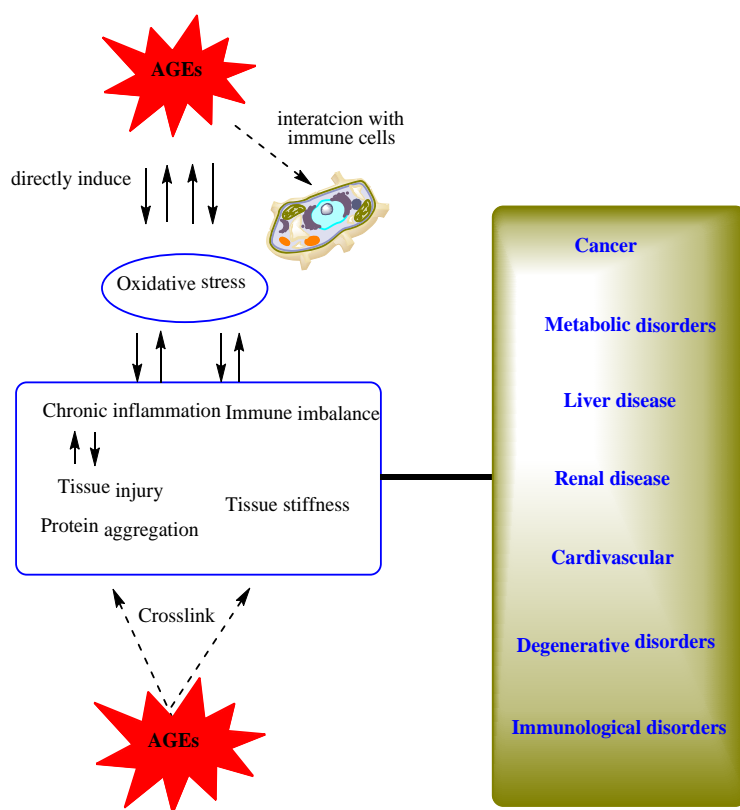 AGEs
interatcion with
immune cells
directly induce
Oxidative stress
Chronic inflammation Immune imbalance
Tissue injury
Protein aggregation
Tissue stiffness
Crosslink
AGEs
Cancer
Metabolic disorders
Liver disease
Renal disease
Cardivascular
Degenerative disorders
Immunological disorders